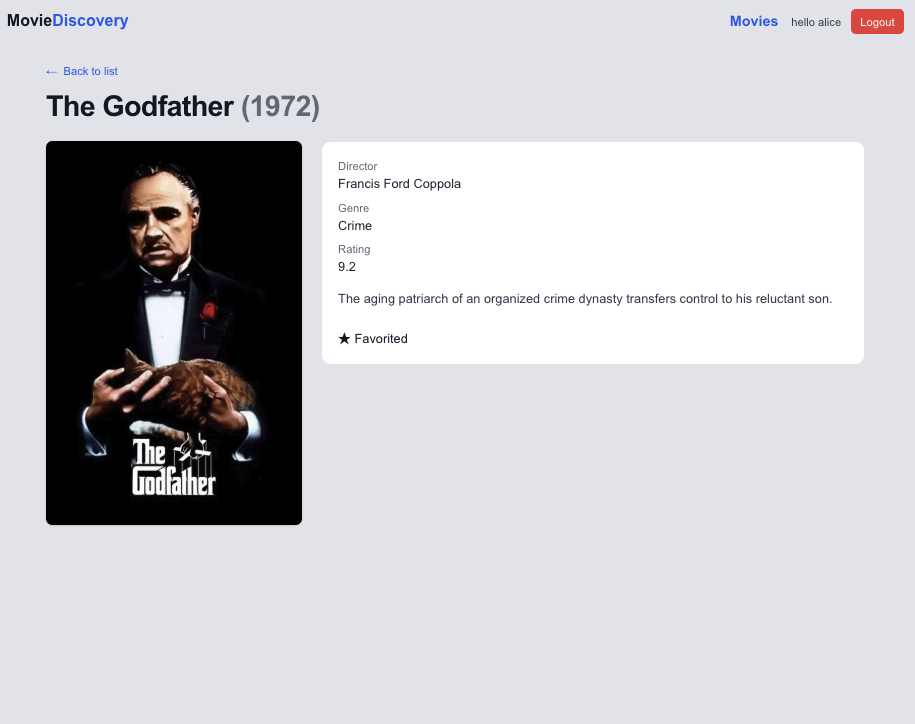 MovieDiscovery
Movies hello alice Logout
← Back to list
The Godfather (1972)
Director
Francis Ford Coppola
Genre
Crime
Rating
9.2
The aging patriarch of an organized crime dynasty transfers control to his reluctant son.
★ Favorited
The
Godfather